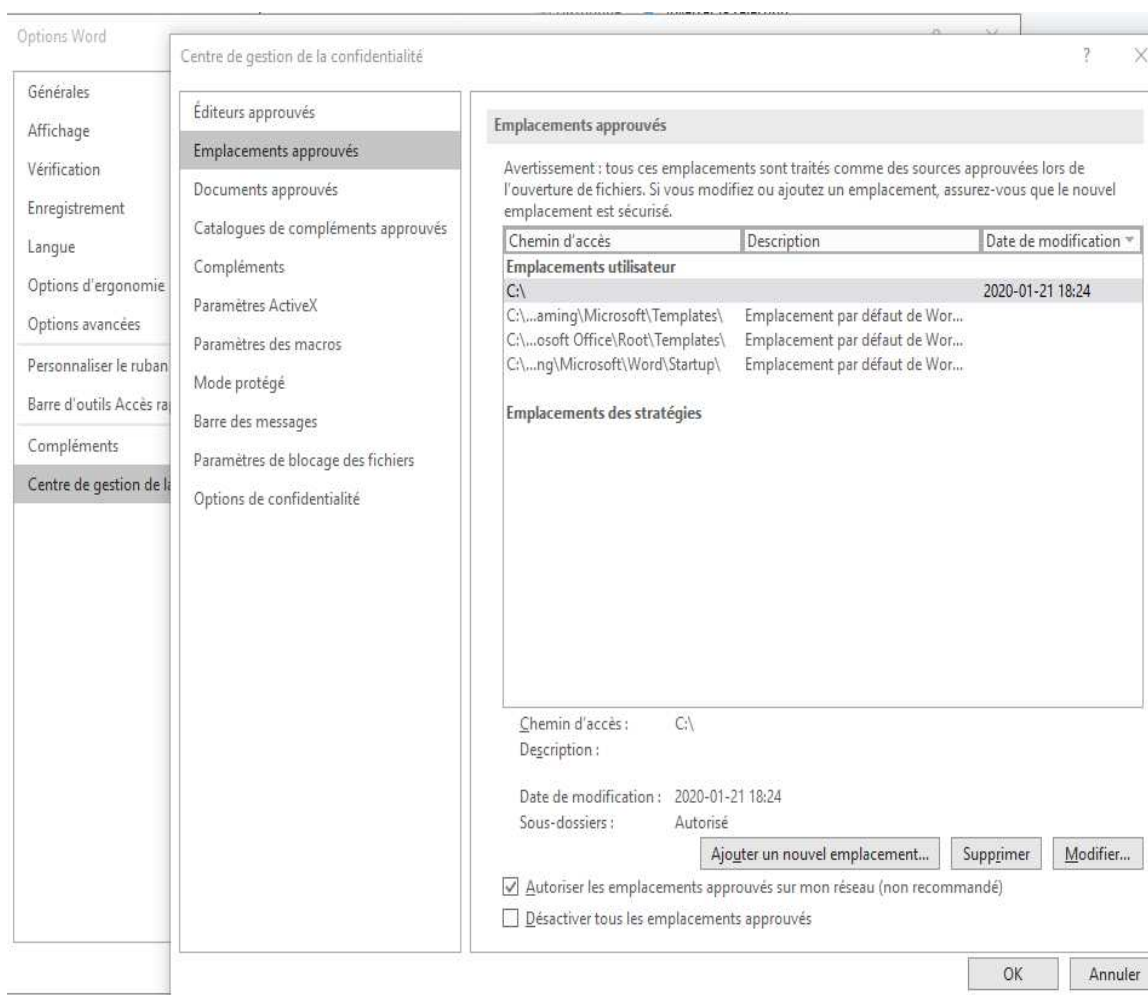 Options Word
Centre de gestion de la confidentialité
?
Générales
Affichage
Vérification
Enregistrement
Langue
Options d'ergonomie
Options avancées
Personnaliser le ruban
Barre d'outils Accès ra
Compléments
Centre de gestion de la
Éditeurs approuvés
Emplacements approuvés
Documents approuvés
Catalogues de compléments approuvés
Compléments
Paramètres ActiveX
Paramètres des macros
Mode protégé
Barre des messages
Paramètres de blocage des fichiers
Options de confidentialité
Emplacements approuvés
Avertissement : tous ces emplacements sont traités comme des sources approuvées lors de
l'ouverture de fichiers. Si vous modifiez ou ajoutez un emplacement, assurez-vous que le nouvel
emplacement est sécurisé.
Chemin d'accès Description Date de modification
Emplacements utilisateur
C:\ 2020-01-21 18:24
C:\...aming\Microsoft\Templates\ Emplacement par défaut de Wor...
C:\...osoft Office\Root\Templates\ Emplacement par défaut de Wor...
C:\...ng\Microsoft\Word\Startup\ Emplacement par défaut de Wor...
Emplacements des stratégies
Chemin d'accès : C:\
Description :
Date de modification : 2020-01-21 18:24
Sous-dossiers : Autorisé
Ajouter un nouvel emplacement... Supprimer Modifier...
Autoriser les emplacements approuvés sur mon réseau (non recommandé)
Désactiver tous les emplacements approuvés
OK Annuler